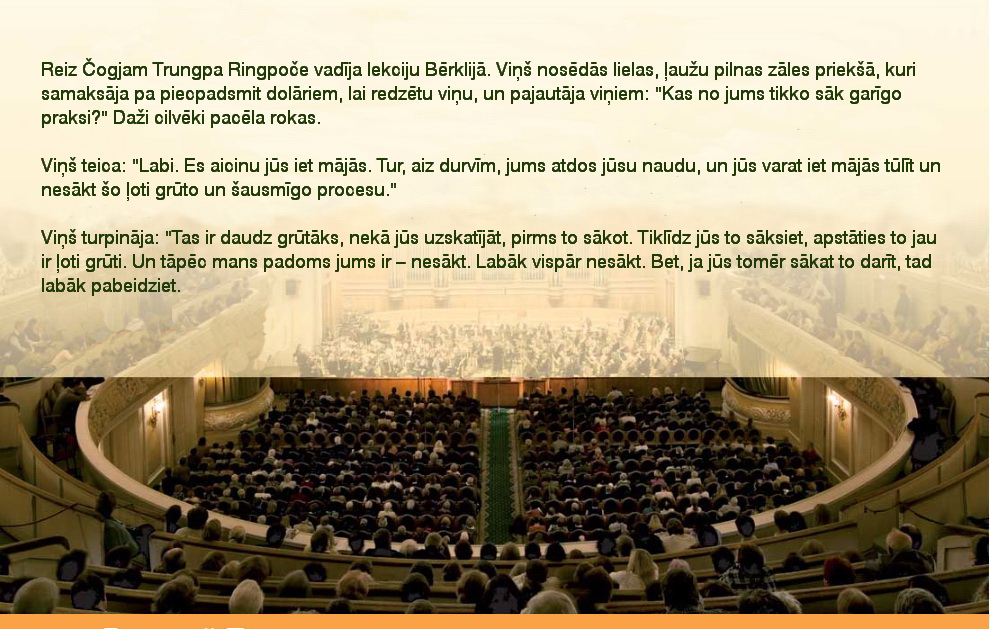 Reiz Čogjam Trungpa Ringpoče vadīja lekciju Bērklijā. Viņš nosēdās lielas, ļaužu pilnas zāles priekšā, kuri
samaksāja pa piecpadsmit dolāriem, lai redzētu viņu, un pajautāja viņiem: "Kas no jums tikko sāk garīgo
praksi?" Daži cilvēki pacēla rokas.
Viņš teica: "Labi. Es aicinu jūs iet mājās. Tur, aiz durvīm, jums atdos jūsu naudu, un jūs varat iet mājās tūlīt un
nesākt šo ļoti grūto un šausmīgo procesu."
Viņš turpināja: "Tas ir daudz grūtāks, nekā jūs uzskatījāt, pirms to sākot. Tiklīdz jūs to sāksiet, apstāties to jau
ir ļoti grūti. Un tāpēc mans padoms jums ir – nesākt. Labāk vispār nesākt. Bet, ja jūs tomēr sākat to darīt, tad
labāk pabeidziet.